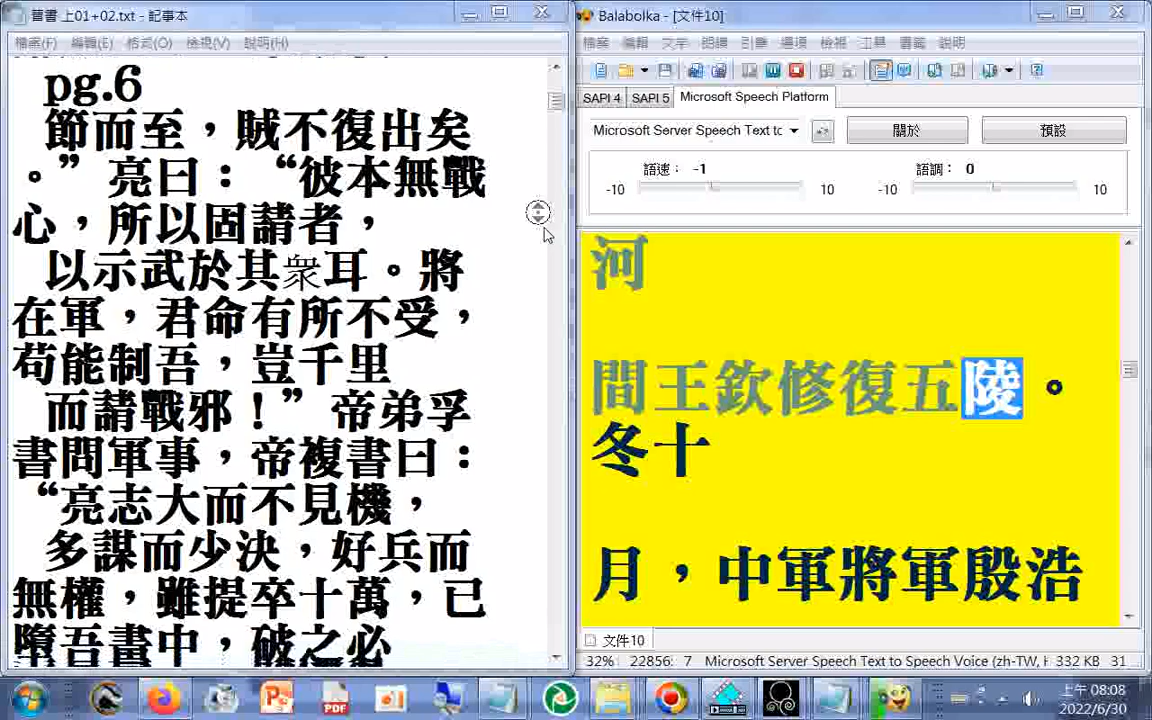 晉書 上01+02.txt - 記事本
檔案(F) 編輯(E) 格式(O) 檢視(V) 說明(H)
pg.6
節而至，賊不復出矣
。”亮曰：“彼本無戰
心，所以固請者，
以示武於其衆耳。將
在軍，君命有所不受，
苟能制吾，豈千里
而請戰邪！”帝弟孚
書問軍事，帝複書曰：
“亮志大而不見機，
多謀而少決，好兵而
無權，雖提卒十萬，已
墮吾畫中，破之必
Balabolka - [文件10]
檔案 編輯 文字 朗讀 引擎 選項 檢視 工具 書籤 說明
SAPI 4 SAPI 5 Microsoft Speech Platform
Microsoft Server Speech Text to
關於 預設
語速： -1 語調： 0
-10 10 -10 10
河
間王欽修復五陵。
冬十
月，中軍將軍殷浩
文件10
32% 22856: 7 Microsoft Server Speech Text to Speech Voice (zh-TW, H 332 KB 31
PDF
上午 08:08
2022/6/30